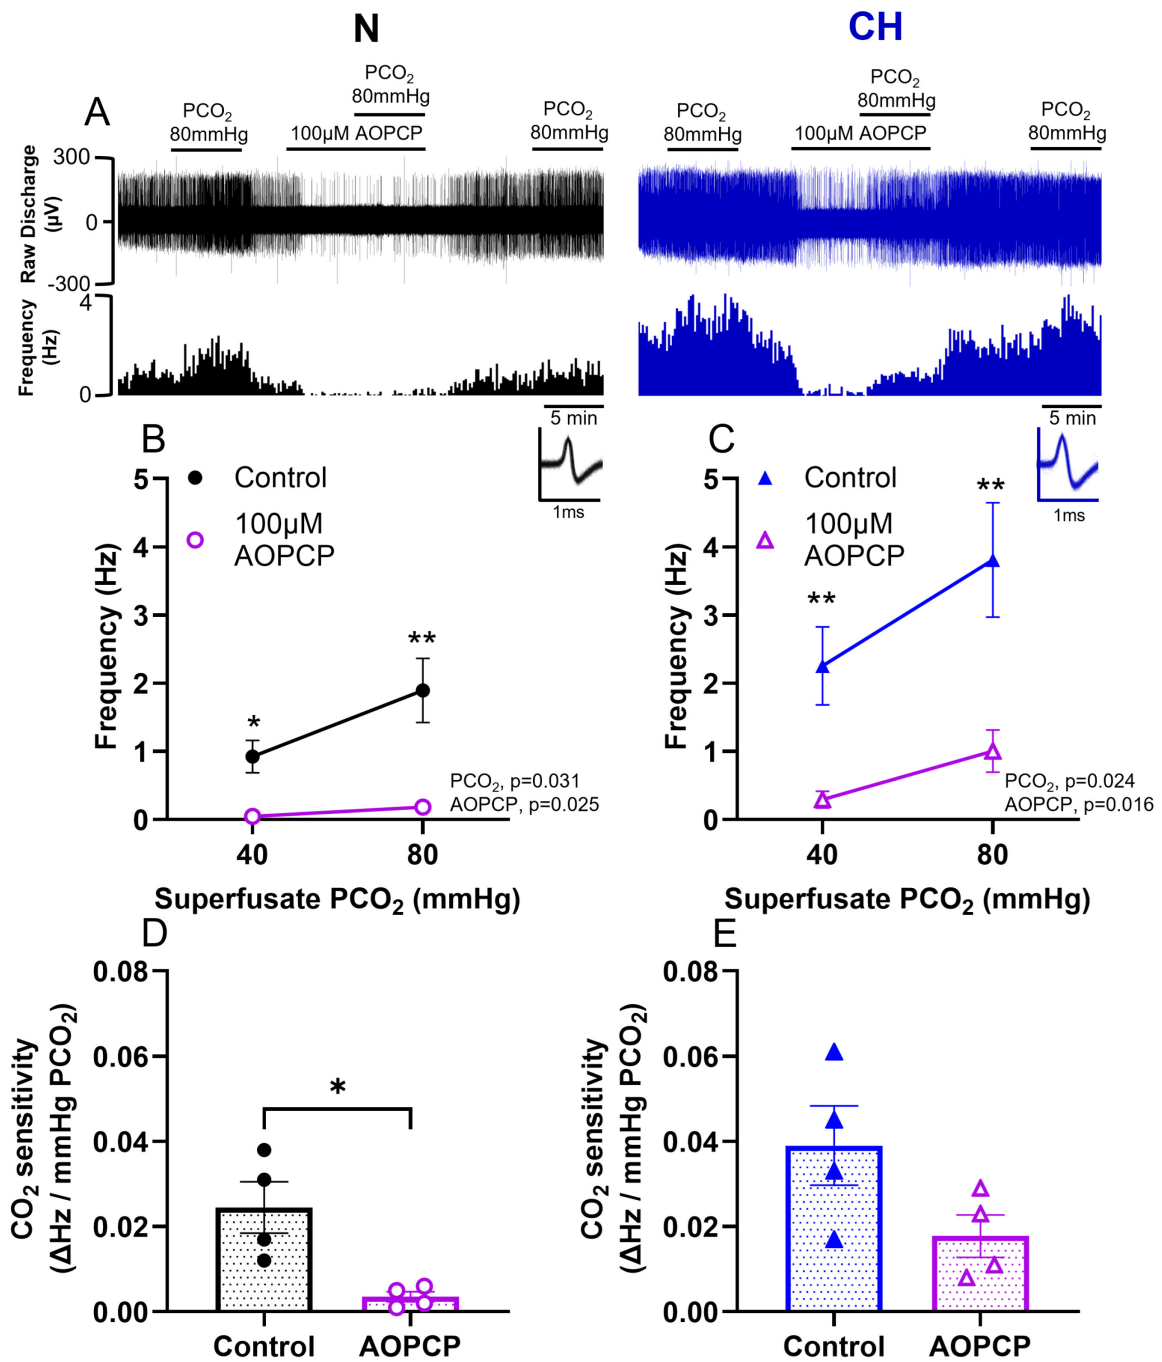 N
CH
A
PCO2
80mmHg
PCO2
80mmHg
100µM AOPCP
PCO2
80mmHg
PCO2
80mmHg
PCO2
80mmHg
100µM AOPCP
PCO2
80mmHg
Raw Discharge
(µV)
300
0
-300
Frequency
(Hz)
4
0
5 min
5 min
1ms
1ms
B
Control
100µM
AOPCP
Frequency (Hz)
5
4
3
2
1
0
*
**
PCO2, p=0.031
AOPCP, p=0.025
40
80
Superfusate PCO2 (mmHg)
C
Control
100µM
AOPCP
Frequency (Hz)
5
4
3
2
1
0
**
**
PCO2, p=0.024
AOPCP, p=0.016
40
80
Superfusate PCO2 (mmHg)
D
CO2 sensitivity
(ΔHz / mmHg PCO2)
0.08
0.06
0.04
0.02
0.00
*
Control
AOPCP
E
CO2 sensitivity
(ΔHz / mmHg PCO2)
0.08
0.06
0.04
0.02
0.00
Control
AOPCP